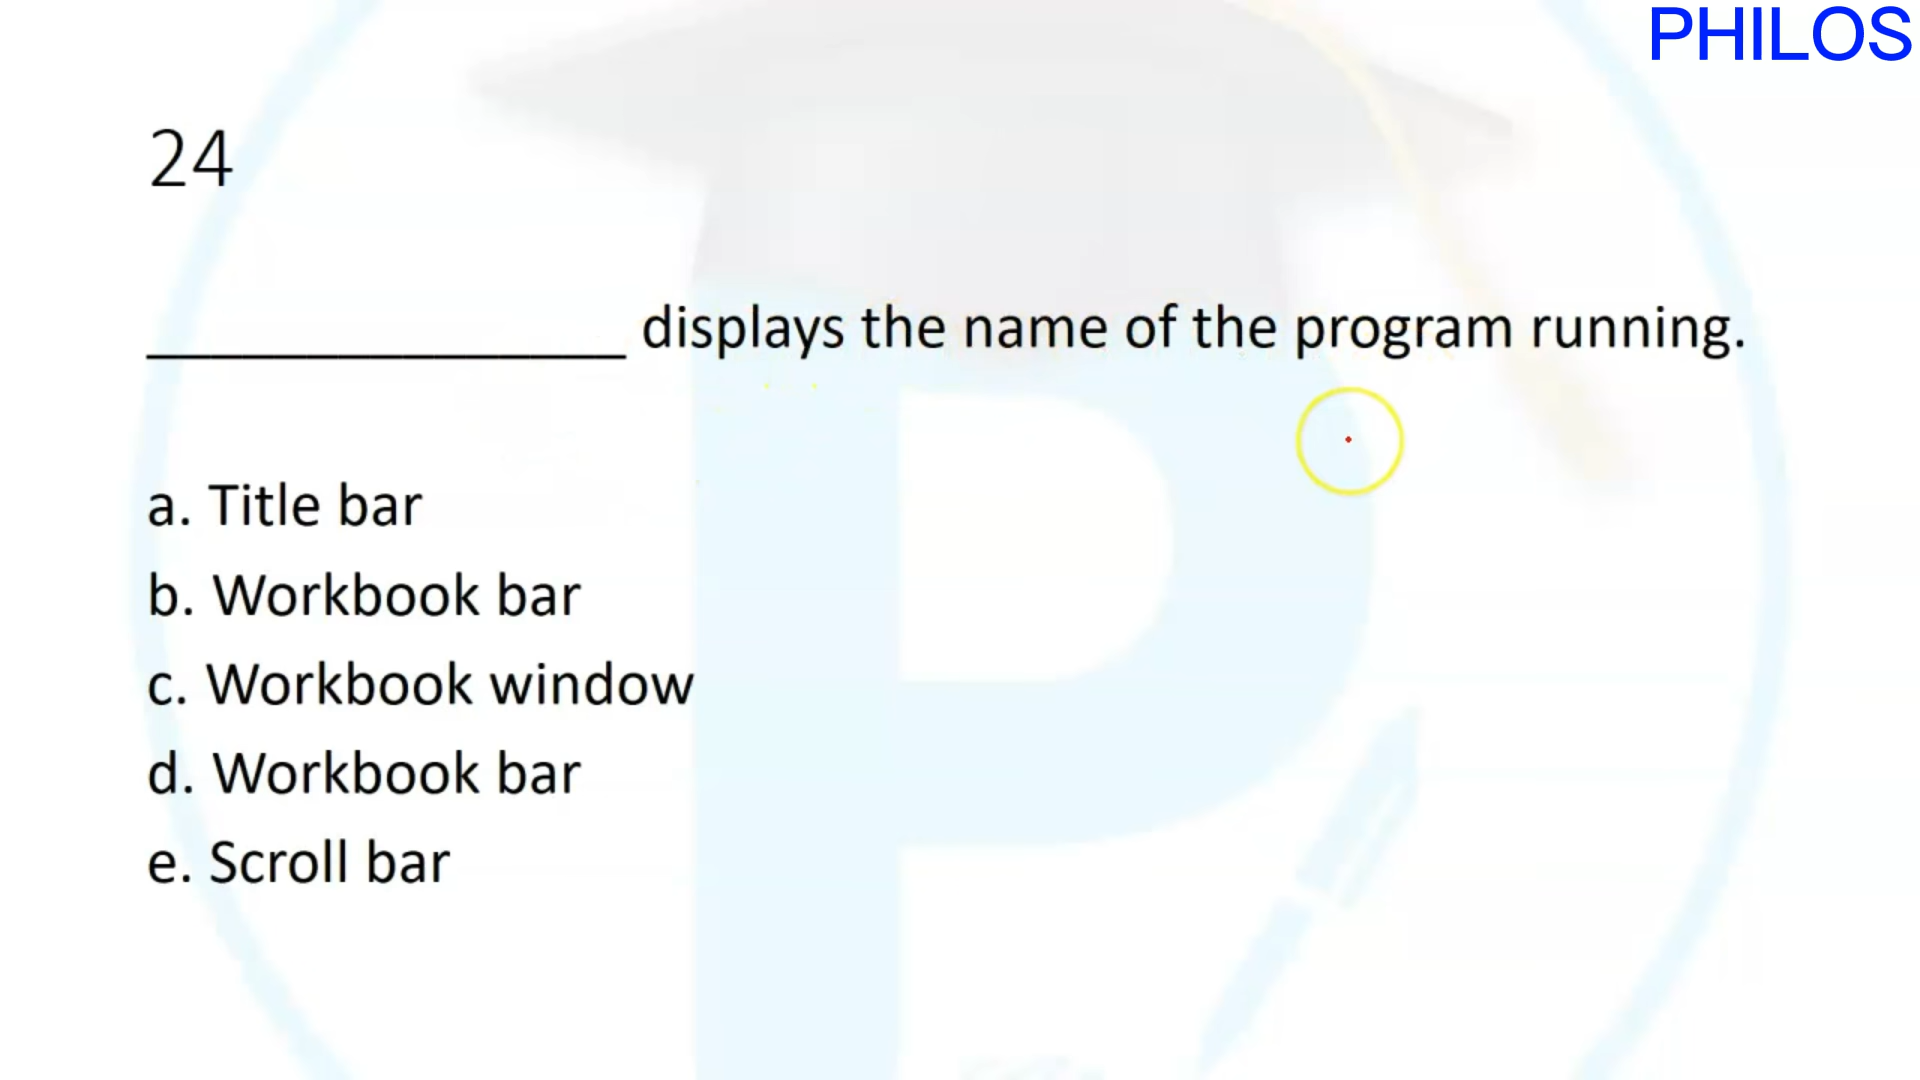 PHILOS
24
_______________ displays the name of the program running.
a. Title bar
b. Workbook bar
c. Workbook window
d. Workbook bar
e. Scroll bar